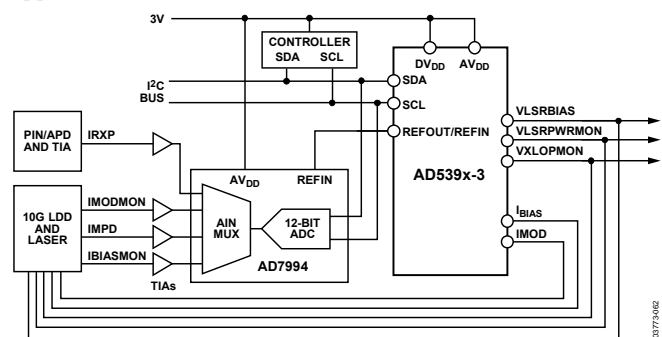 3V
CONTROLLER
SDA SCL
DVDD AVDD
I2C
BUS
SDA
SCL
REFOUT/REFIN
AD539x-3
VLSRBIAS
VLSRPWRMON
VXLOPMON
IBIAS
IMOD
PIN/APD
AND TIA
IRXP
AVDD REFIN
10G LDD
AND
LASER
IMODMON
IMPD
IBIASMON
TIAs
AIN
MUX
12-BIT
ADC
AD7994
03773-062